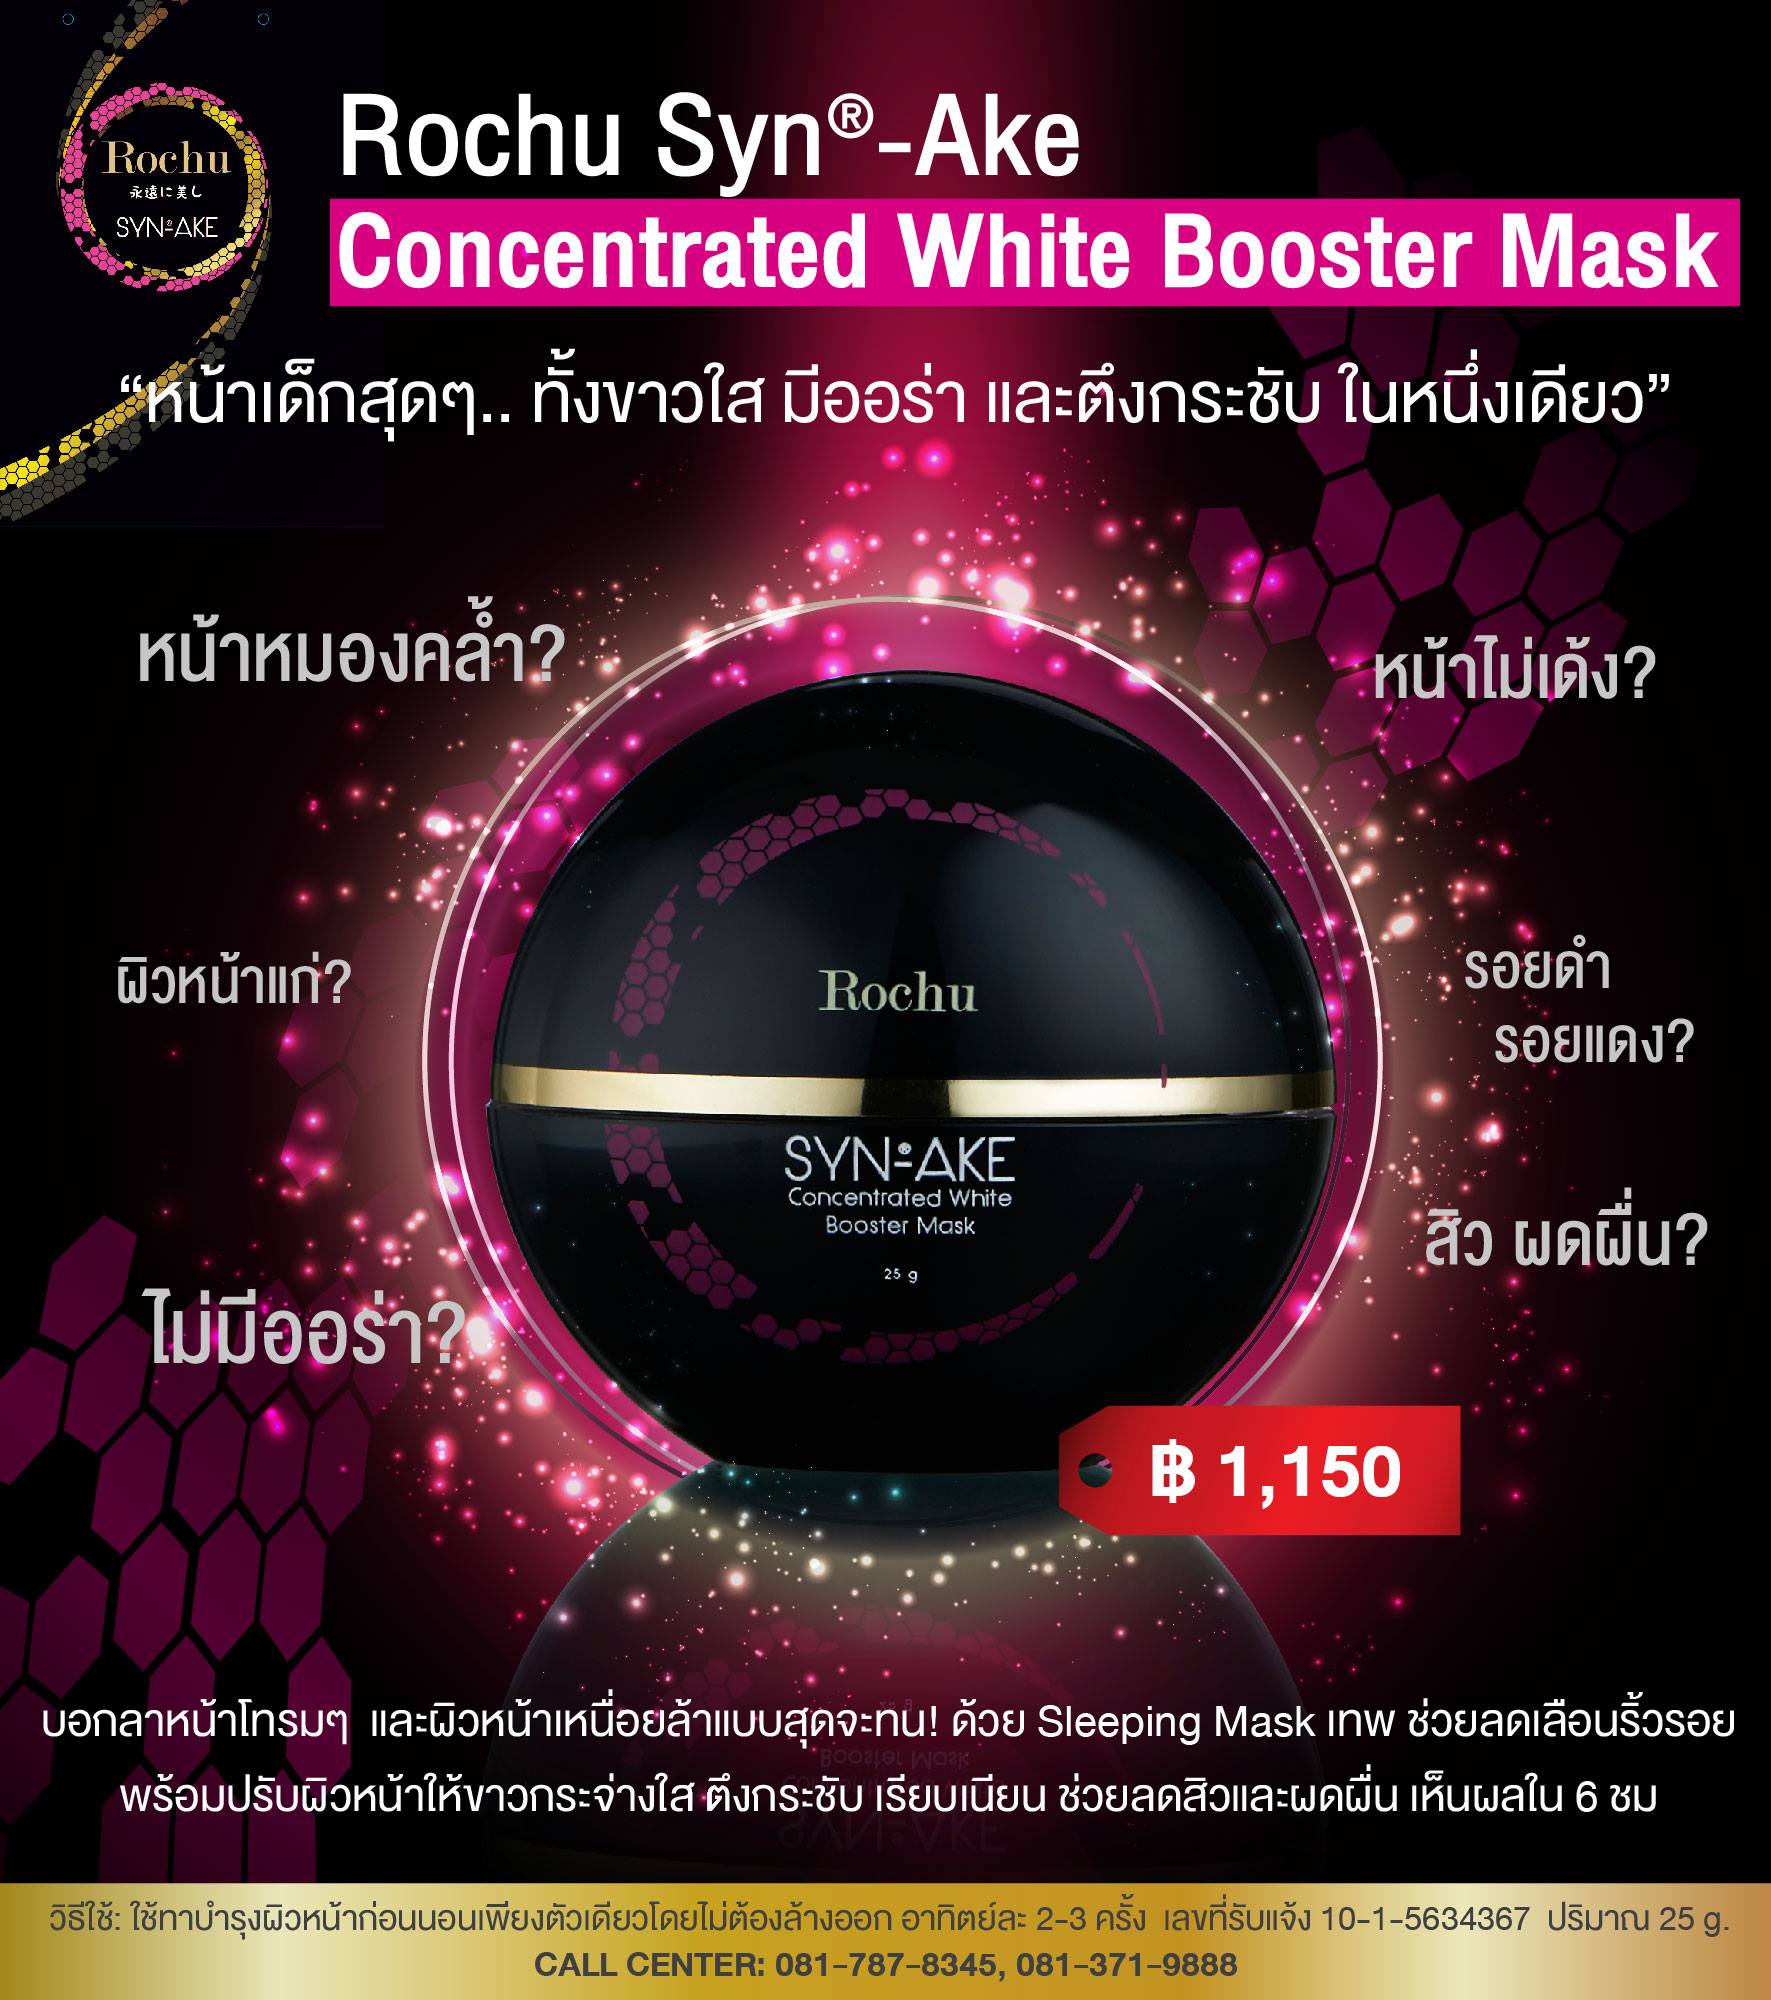 Rochu
永遠に美し
SYN®-AKE
Rochu Syn®-Ake
Concentrated White Booster Mask
“หน้าเด็กสุดๆ.. ทั้งขาวใส มีออร่า และตึงกระชับ ในหนึ่งเดียว”
หน้าหมองคล้ำ?
หน้าไม่เด้ง?
ผิวหน้าแก่?
รอยดำ
รอยแดง?
Rochu
SYN®-AKE
Concentrated White
Booster Mask
25 g
สิว ผดผื่น?
ไม่มีออร่า?
฿ 1,150
บอกลาหน้าโทรมๆ และผิวหน้าเหนื่อยล้าแบบสุดจะทน! ด้วย Sleeping Mask เทพ ช่วยลดเลือนริ้วรอย
พร้อมปรับผิวหน้าให้ขาวกระจ่างใส ตึงกระชับ เรียบเนียน ช่วยลดสิวและผดผื่น เห็นผลใน 6 ชม
วิธีใช้: ใช้ทาบำรุงผิวหน้าก่อนนอนเพียงตัวเดียวโดยไม่ต้องล้างออก อาทิตย์ละ 2-3 ครั้ง เลขที่รับแจ้ง 10-1-5634367 ปริมาณ 25 g.
CALL CENTER: 081-787-8345, 081-371-9888